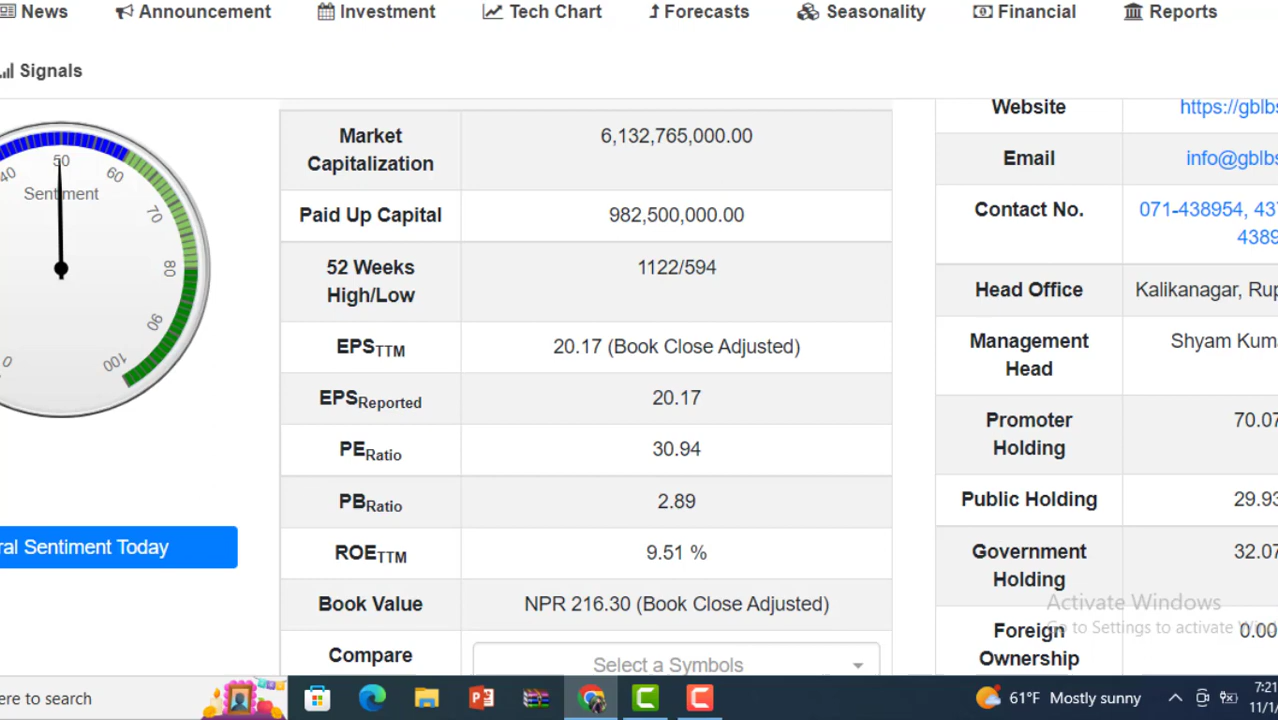 News Announcement Investment Tech Chart Forecasts Seasonality Financial Reports
Signals
40 50 60 70 80 90 100
Sentiment
Sentiment Today
Market Capitalization 6,132,765,000.00
Paid Up Capital 982,500,000.00
52 Weeks High/Low 1122/594
EPSTTM 20.17 (Book Close Adjusted)
EPSReported 20.17
PERatio 30.94
PBRatio 2.89
ROETTM 9.51 %
Book Value NPR 216.30 (Book Close Adjusted)
Compare Select a Symbols
Website https://gblbs
Email info@gblbs
Contact No. 071-438954, 437
4389
Head Office Kalikanagar, Rup
Management Head Shyam Kuma
Promoter Holding 70.07
Public Holding 29.93
Government Holding 32.07
Foreign Ownership 0.00
Activate Windows
Go to Settings to activate
ere to search
61°F Mostly sunny
7:21
11/1/